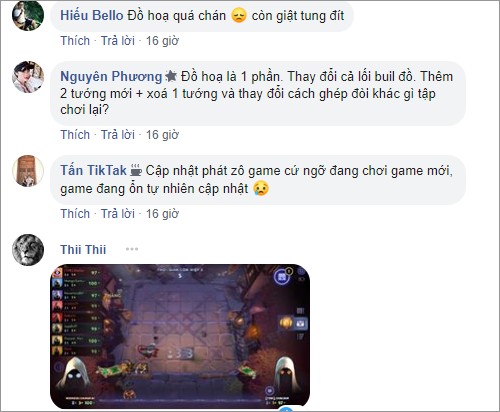 Hiếu Bello Đồ hoạ quá chán 😞 còn giật tung đít
Thích · Trả lời · 16 giờ
Nguyên Phương Đồ hoạ là 1 phần. Thay đổi cả lối buil đồ. Thêm
2 tướng mới + xoá 1 tướng và thay đổi cách ghép đòi khác gì tập
chơi lại?
Thích · Trả lời · 16 giờ
Tấn TikTak Cập nhật phát zô game cứ ngỡ đang chơi game mới,
game đang ổn tự nhiên cập nhật 😢
Thích · Trả lời · 16 giờ
Thii Thii